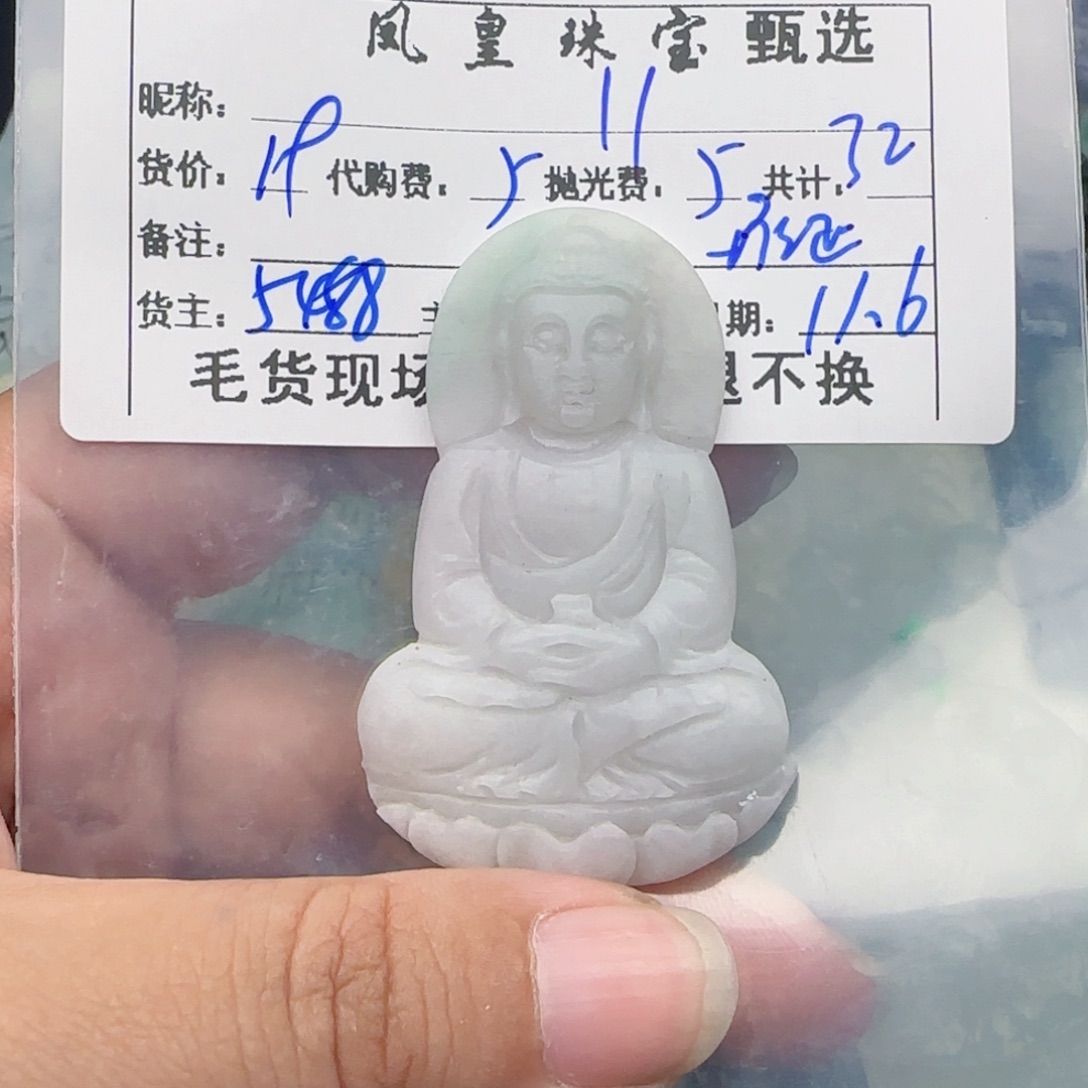 凤皇珠宝甄选
昵称： 11
货价： 代购费： 5 抛光费： 5 共计： 32
备注：
货主： 5488 期： 11.6
毛货现场 退不换